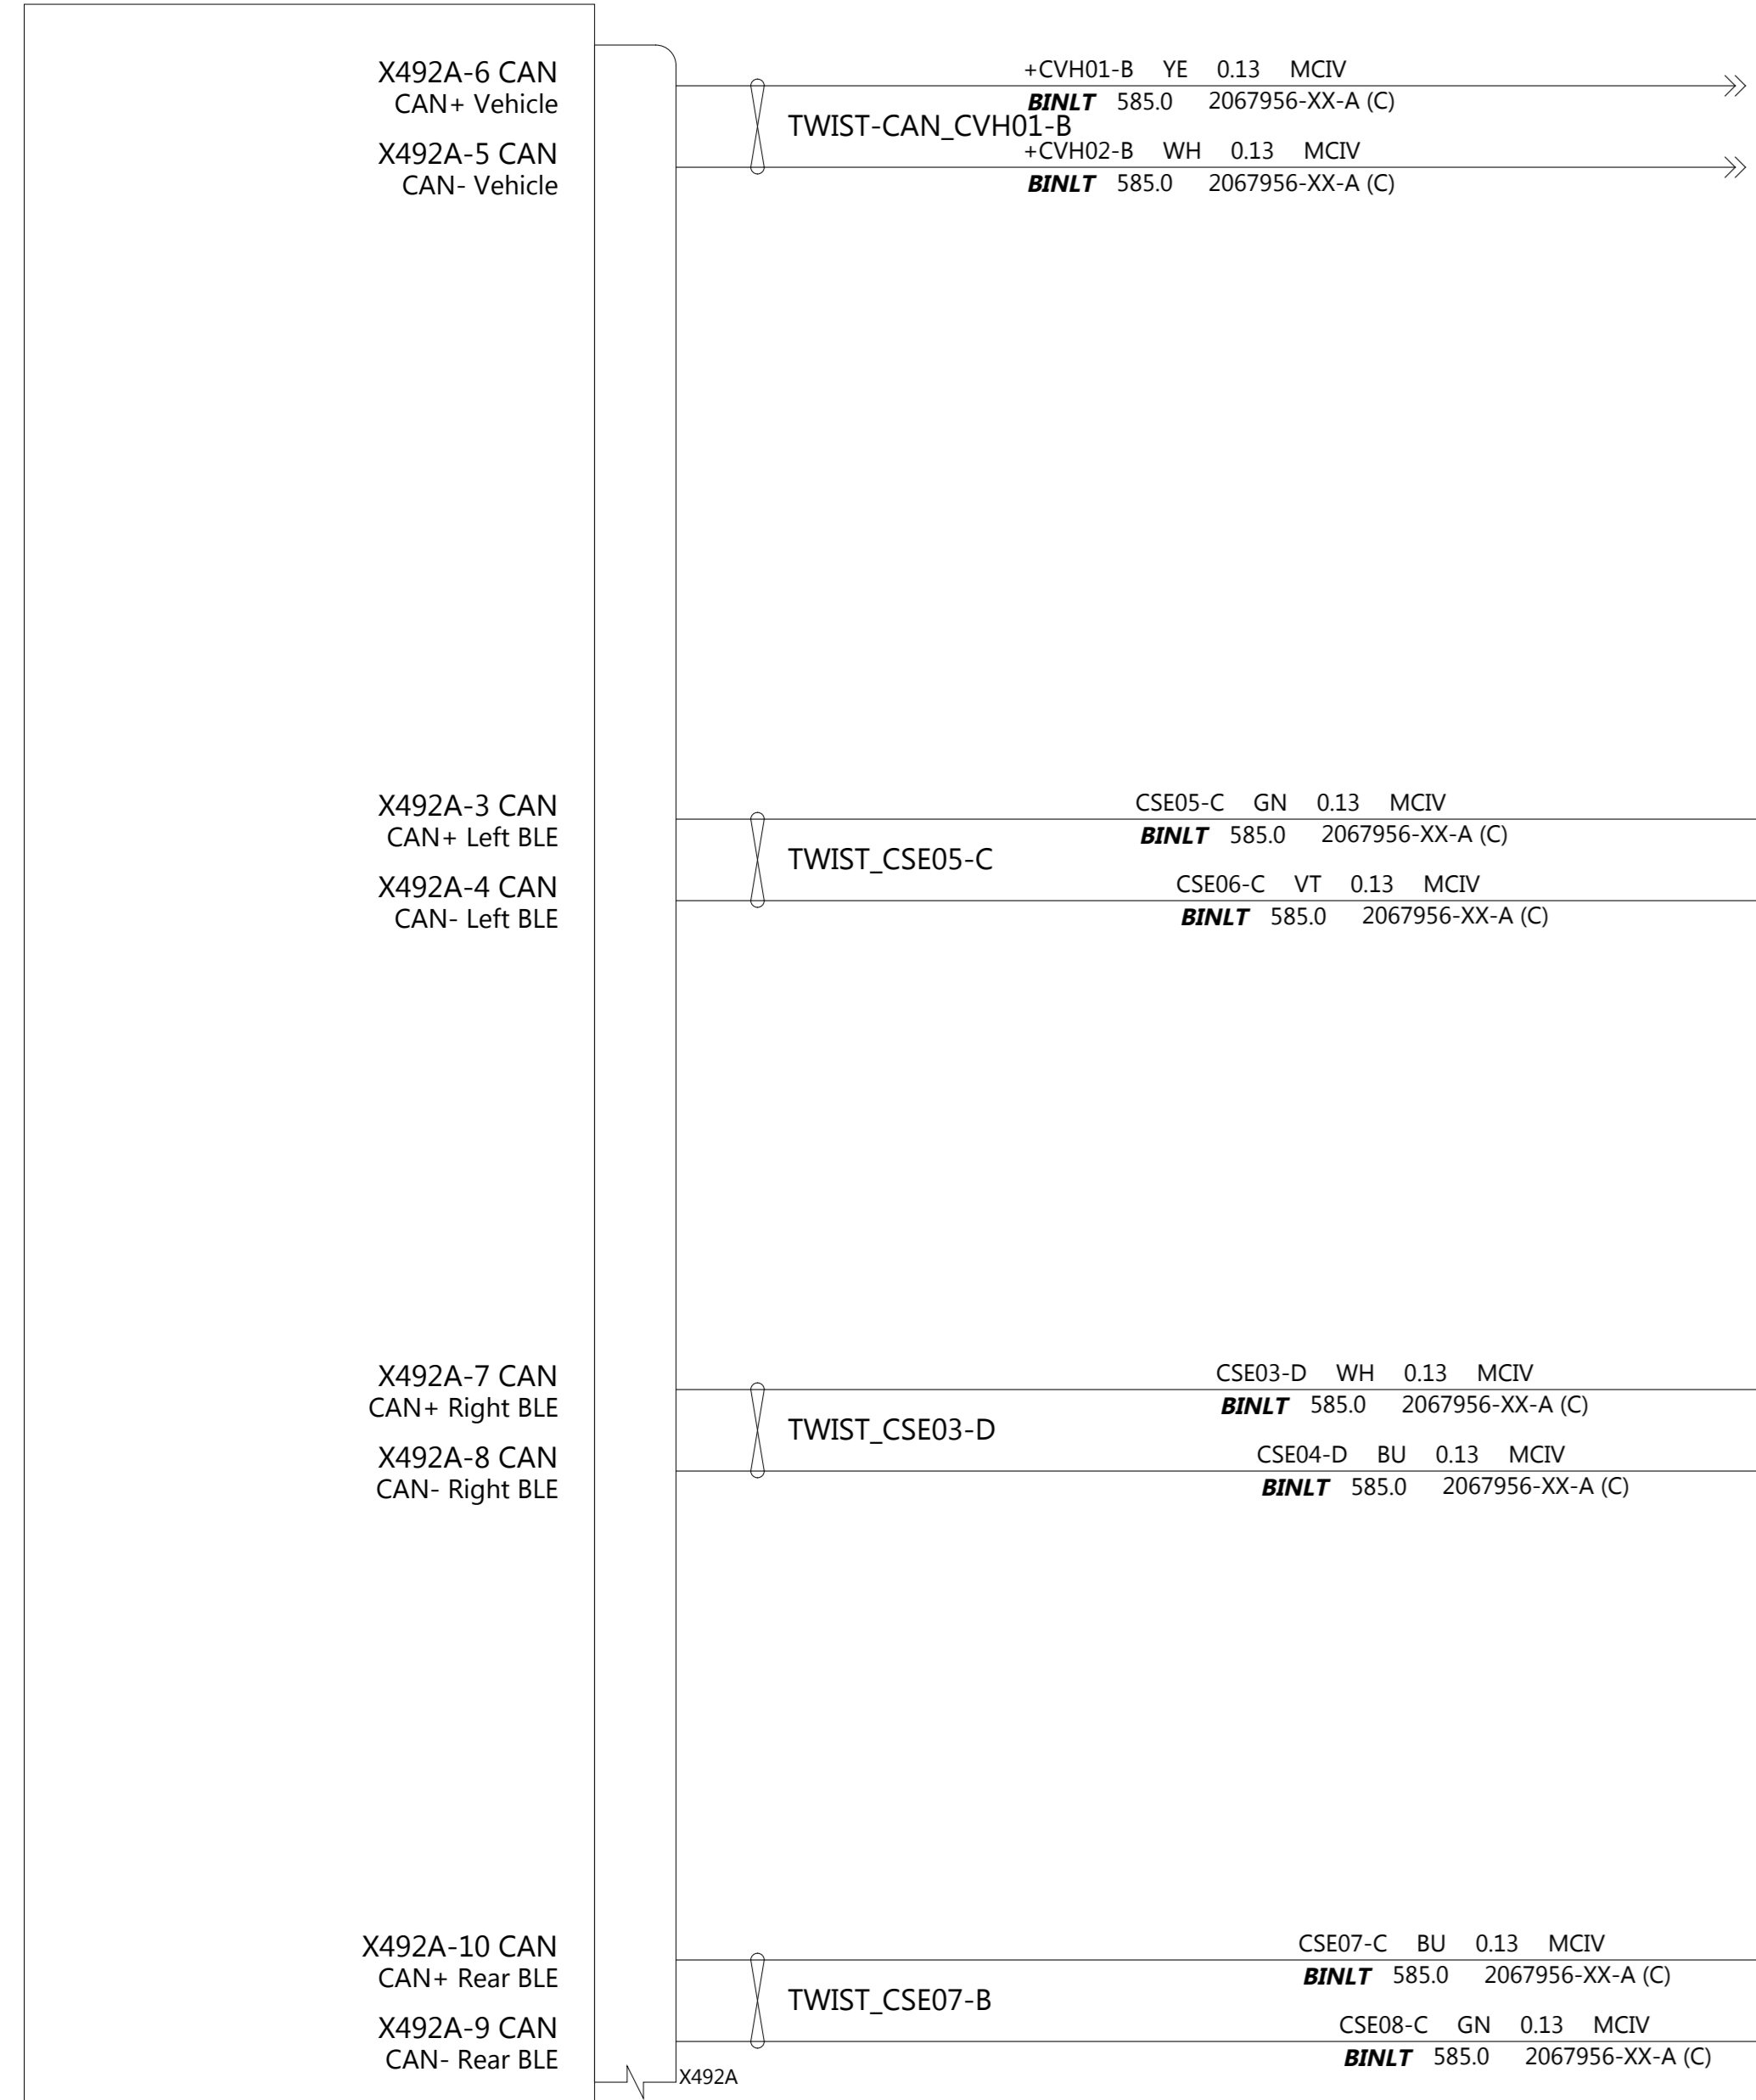 X492A-6 CAN
CAN+ Vehicle
+CVH01-B YE 0.13 MCIV
BINLT 585.0 2067956-XX-A (C)
TWIST-CAN_CVH01-B
X492A-5 CAN
CAN- Vehicle
+CVH02-B WH 0.13 MCIV
BINLT 585.0 2067956-XX-A (C)
X492A-3 CAN
CAN+ Left BLE
CSE05-C GN 0.13 MCIV
BINLT 585.0 2067956-XX-A (C)
TWIST_CSE05-C
X492A-4 CAN
CAN- Left BLE
CSE06-C VT 0.13 MCIV
BINLT 585.0 2067956-XX-A (C)
X492A-7 CAN
CAN+ Right BLE
CSE03-D WH 0.13 MCIV
BINLT 585.0 2067956-XX-A (C)
TWIST_CSE03-D
X492A-8 CAN
CAN- Right BLE
CSE04-D BU 0.13 MCIV
BINLT 585.0 2067956-XX-A (C)
X492A-10 CAN
CAN+ Rear BLE
CSE07-C BU 0.13 MCIV
BINLT 585.0 2067956-XX-A (C)
TWIST_CSE07-B
X492A-9 CAN
CAN- Rear BLE
CSE08-C GN 0.13 MCIV
BINLT 585.0 2067956-XX-A (C)
X492A